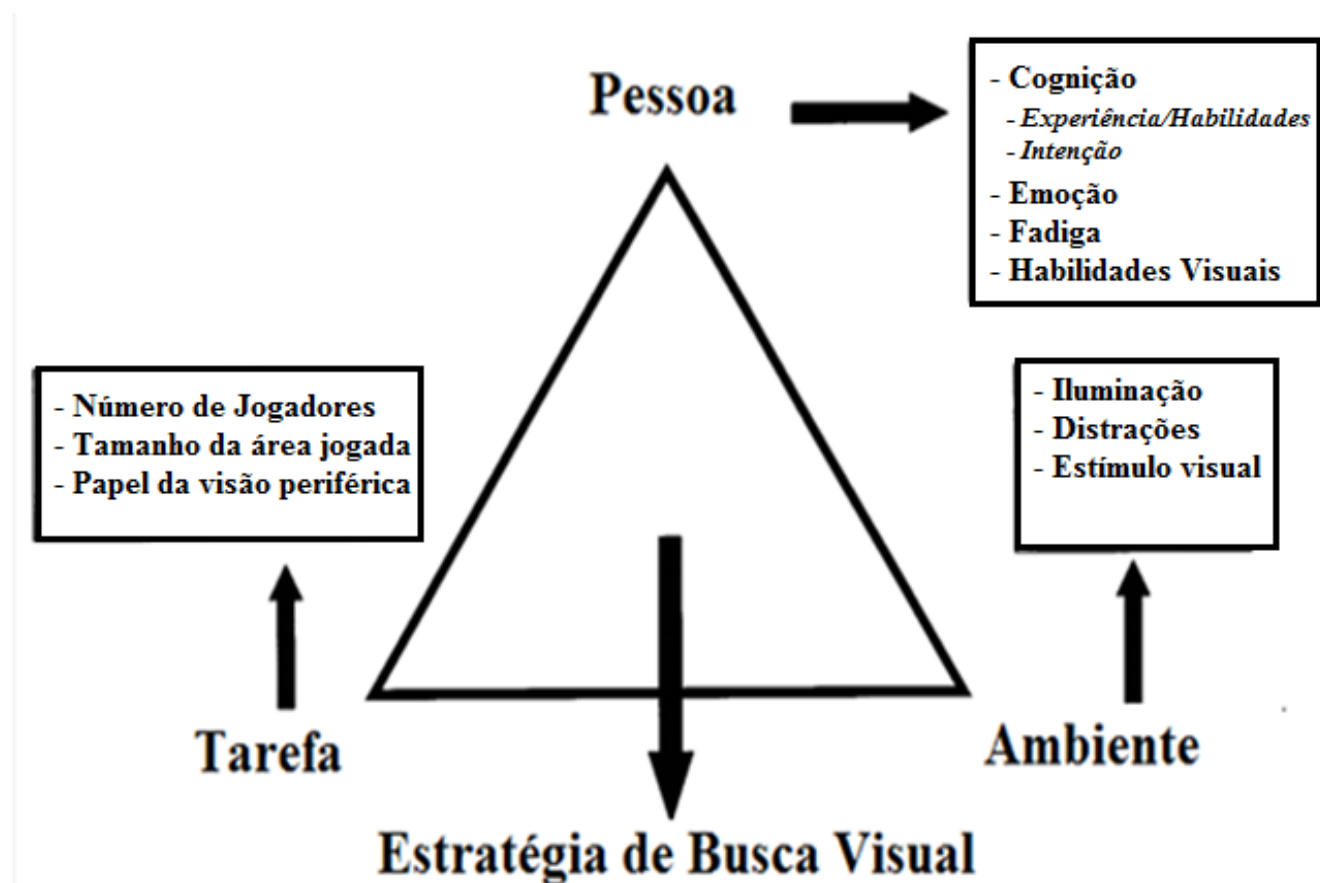 Pessoa
- Cognição
- Experiência/Habilidades
- Intenção
- Emoção
- Fadiga
- Habilidades Visuais
- Número de Jogadores
- Tamanho da área jogada
- Papel da visão periférica
- Iluminação
- Distrações
- Estímulo visual
Tarefa
Ambiente
Estratégia de Busca Visual